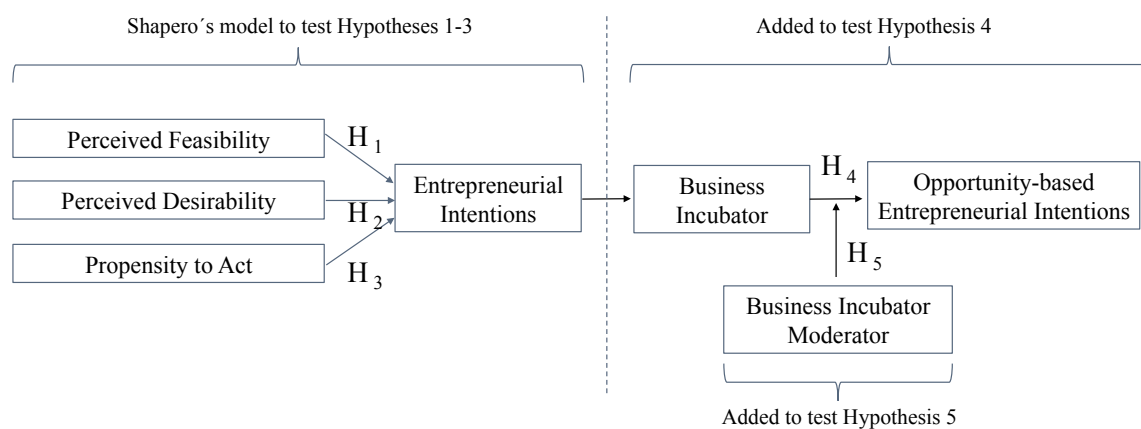 Shapero´s model to test Hypotheses 1-3
Added to test Hypothesis 4
Perceived Feasibility
H 1
Perceived Desirability
H 2
Propensity to Act
H 3
Entrepreneurial
Intentions
Business
Incubator
H 4
Opportunity-based
Entrepreneurial Intentions
H 5
Business Incubator
Moderator
Added to test Hypothesis 5